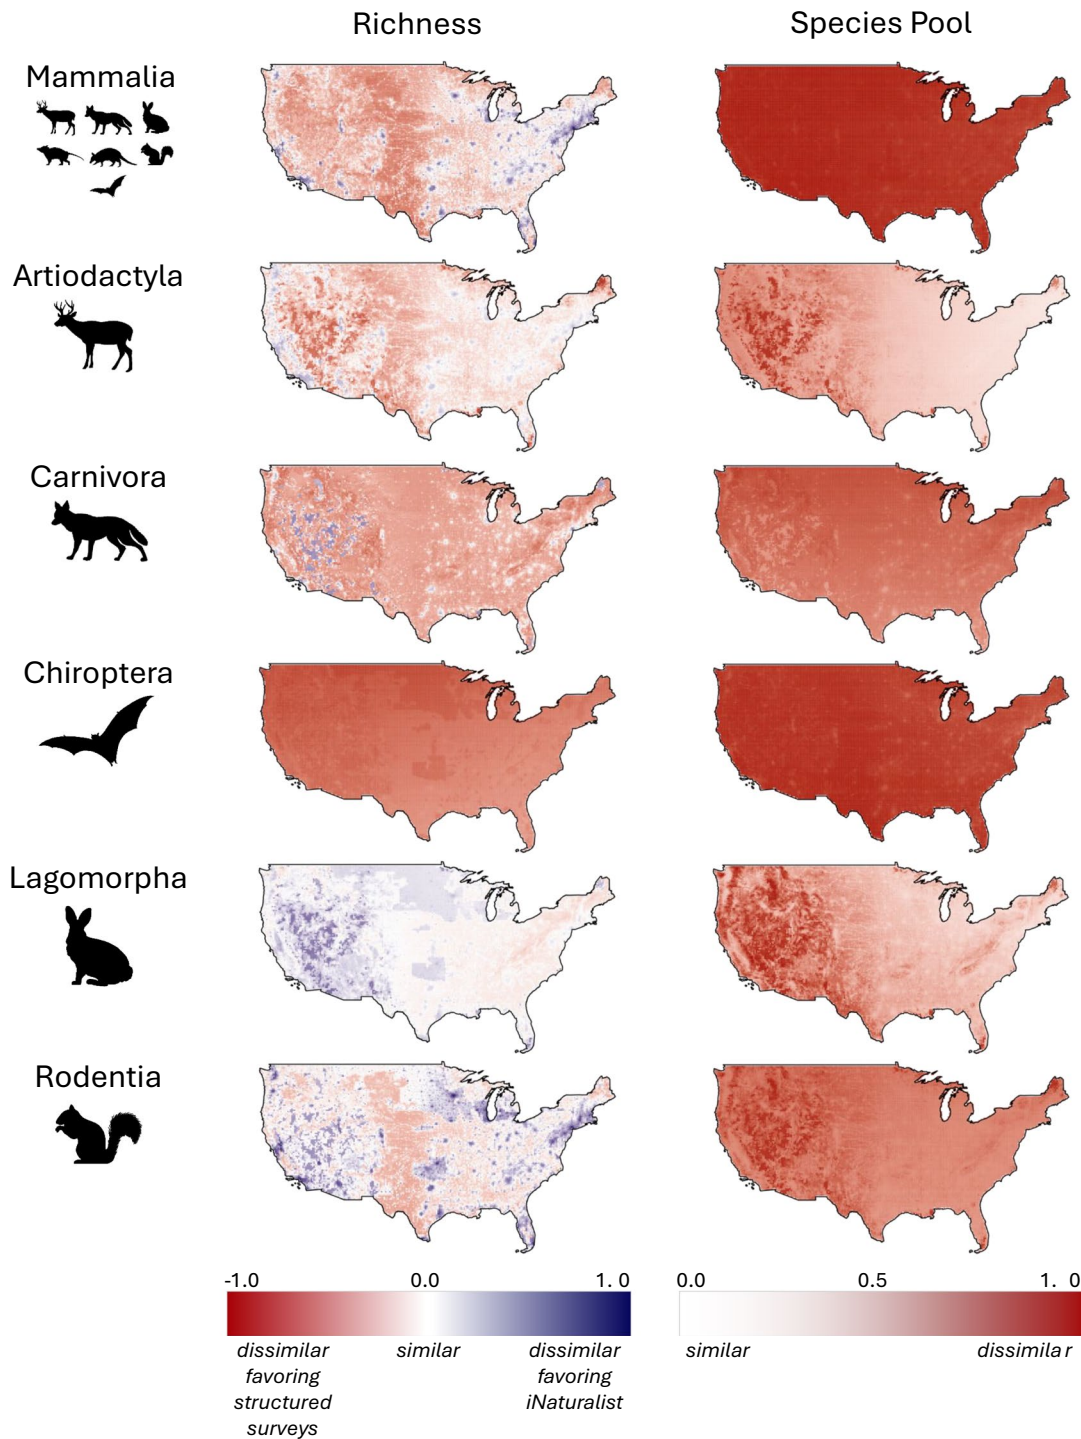 Richness
Species Pool
Mammalia
Artiodactyla
Carnivora
Chiroptera
Lagomorpha
Rodentia
-1.0 0.0 1. 0
dissimilar
favoring
structured
surveys
similar
dissimilar
favoring
iNaturalist
0.0 0.5 1. 0
similar
dissimila r